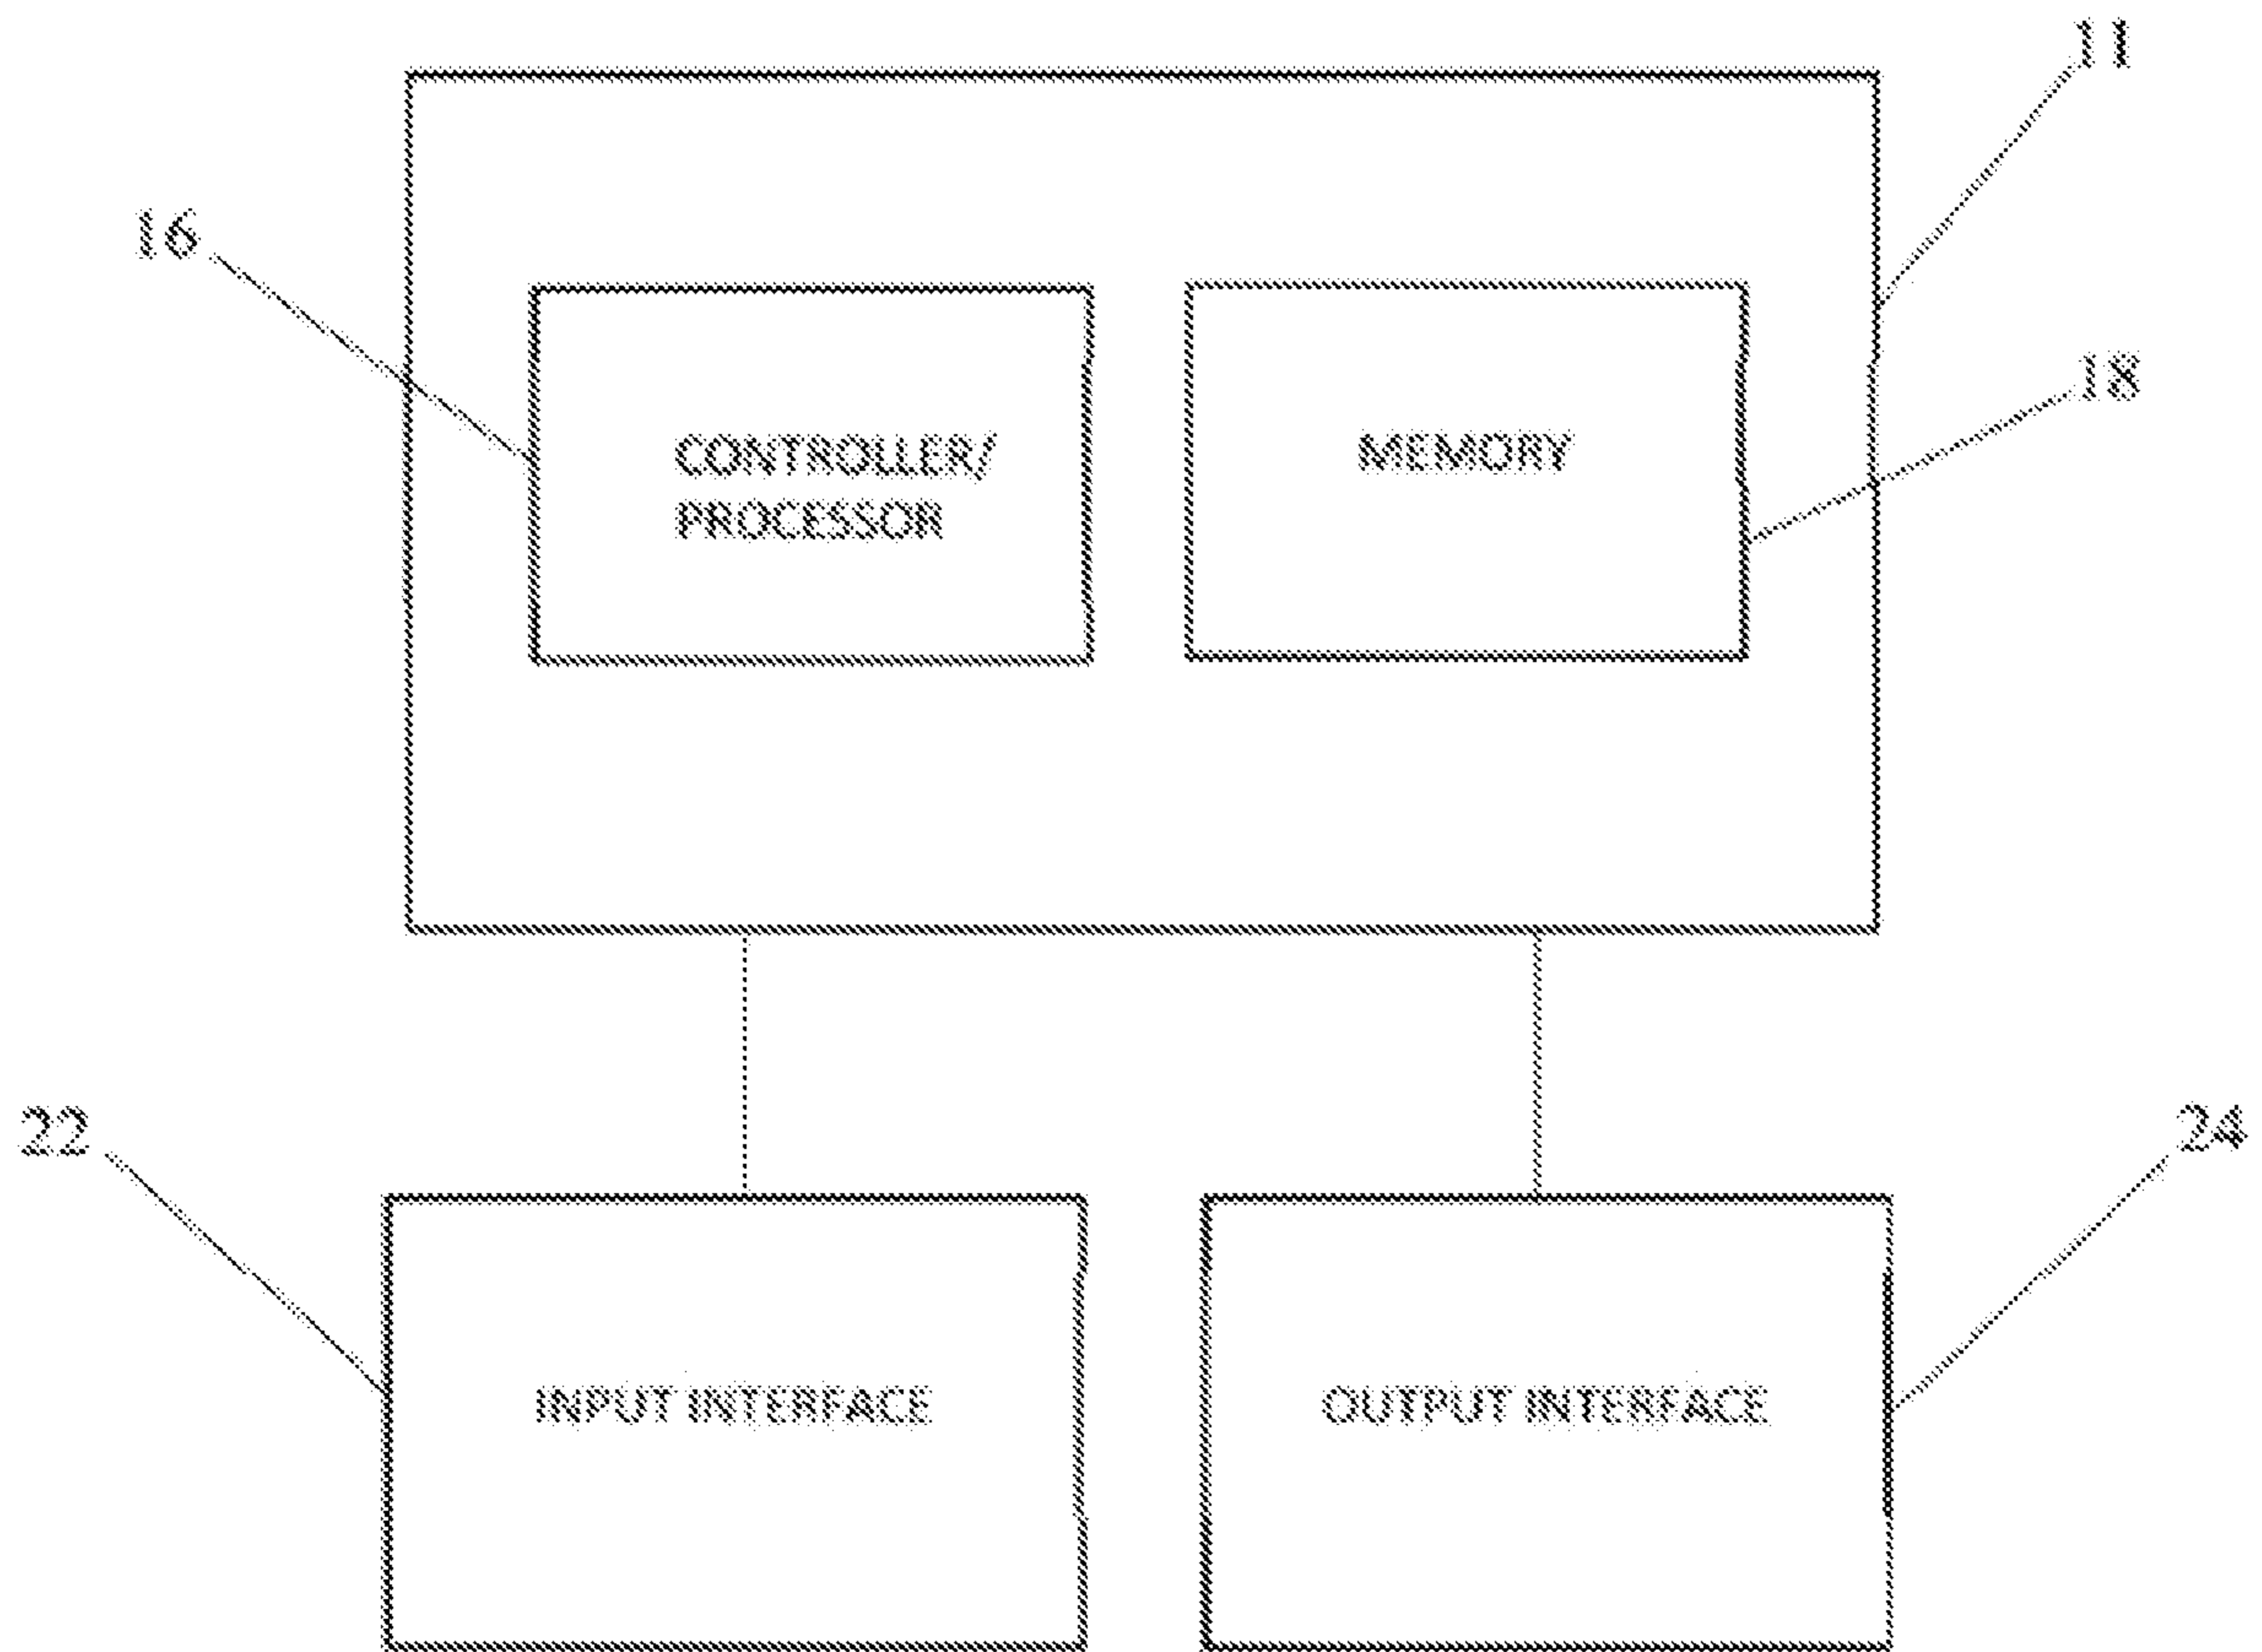 11
16
18
CONTROLLER/
PROCESSOR
MEMORY
22
24
INPUT INTERFACE
OUTPUT INTERFACE